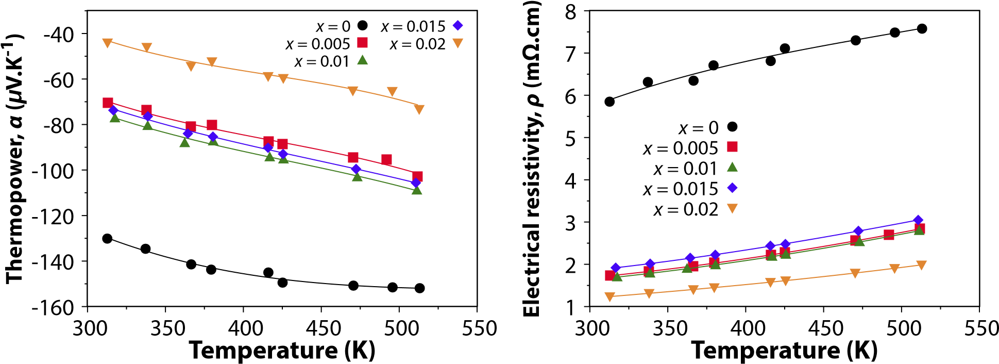 Thermopower, α (μV.K-1)
-40
-60
-80
-100
-120
-140
-160
x = 0
x = 0.015
x = 0.005
x = 0.02
x = 0.01
300
350
400
450
500
550
Temperature (K)
Electrical resistivity, ρ (mΩ.cm)
8
7
6
5
4
3
2
1
x = 0
x = 0.005
x = 0.01
x = 0.015
x = 0.02
300
350
400
450
500
550
Temperature (K)